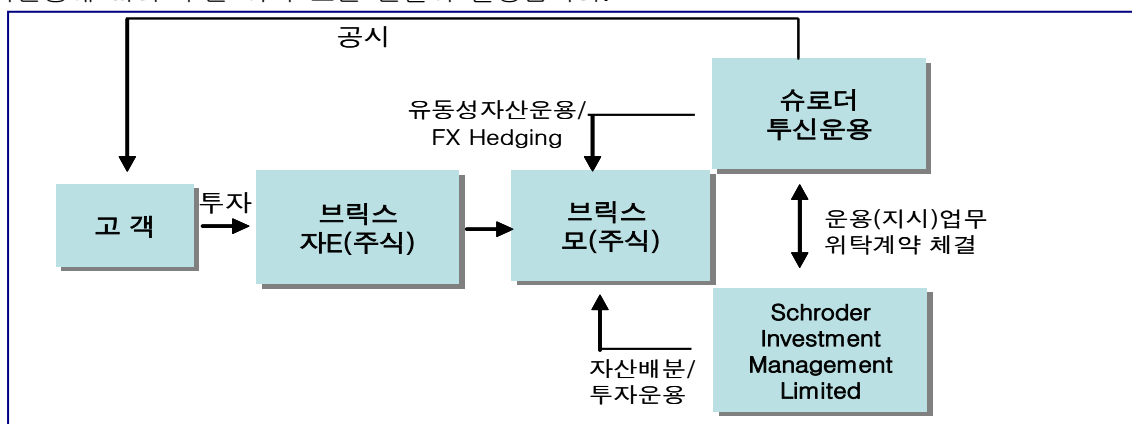 공시
슈로더
투신운용
유동성자산운용/
FX Hedging
고 객
투자
브릭스
자E(주식)
브릭스
모(주식)
운용(지시)업무
위탁계약 체결
Schroder
Investment
Management
Limited
자산배분/
투자운용